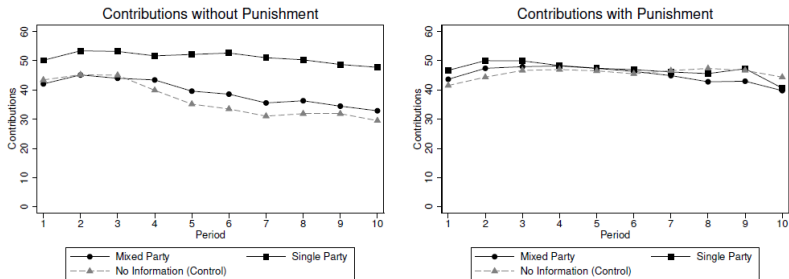 Contributions without Punishment
60
50
40
30
20
10
0
Contributions
1 2 3 4 5 6 7 8 9 10
Period
Mixed Party
Single Party
No Information (Control)
Contributions with Punishment
60
50
40
30
20
10
0
Contributions
1 2 3 4 5 6 7 8 9 10
Period
Mixed Party
Single Party
No Information (Control)